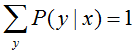 ∑_y P(y | x) = 1